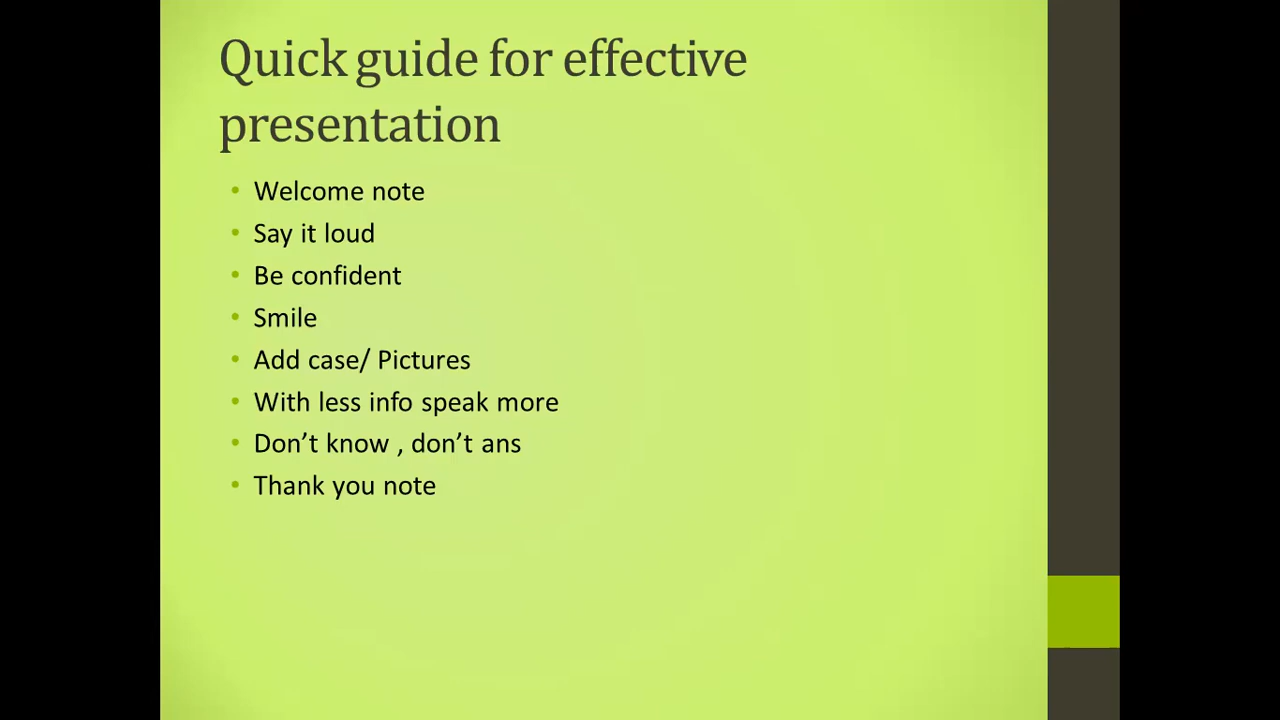 Quick guide for effective
presentation
• Welcome note
• Say it loud
• Be confident
• Smile
• Add case/ Pictures
• With less info speak more
• Don’t know , don’t ans
• Thank you note